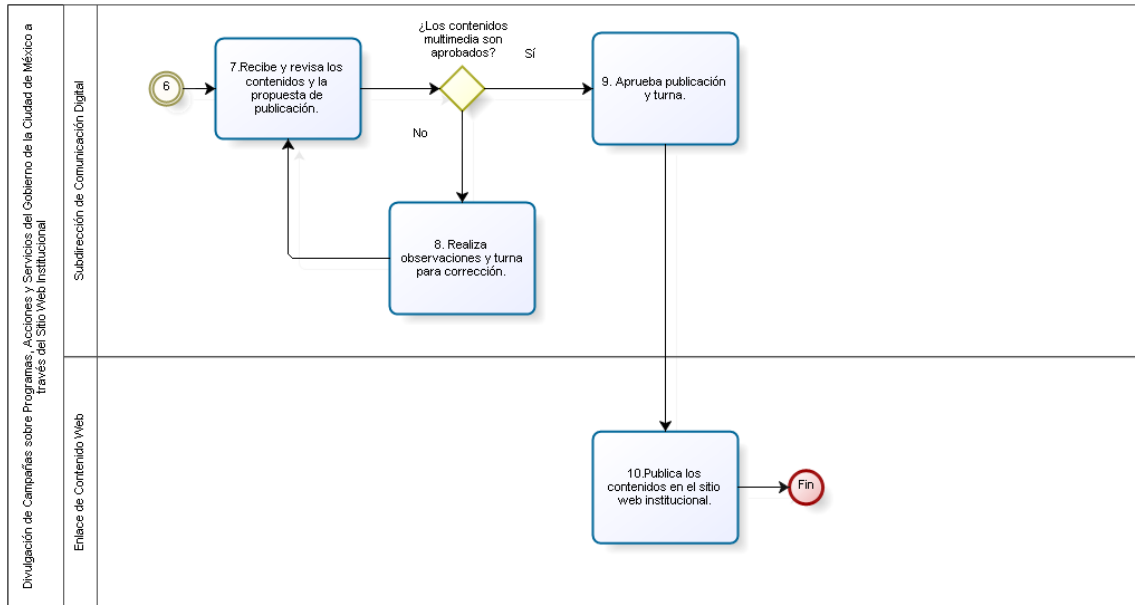 Divulgación de Campañas sobre Programas, Acciones y Servicios del Gobierno de la Ciudad de México a
través del Sitio Web Institucional
Subdirección de Comunicación Digital
6
7.Recibe y revisa los
contenidos y la
propuesta de
publicación.
¿Los contenidos
multimedia son
aprobados?
Sí
No
8. Realiza
observaciones y turna
para corrección.
9. Aprueba publicación
y turna.
Enlace de Contenido Web
10.Publica los
contenidos en el sitio
web institucional.
Fin